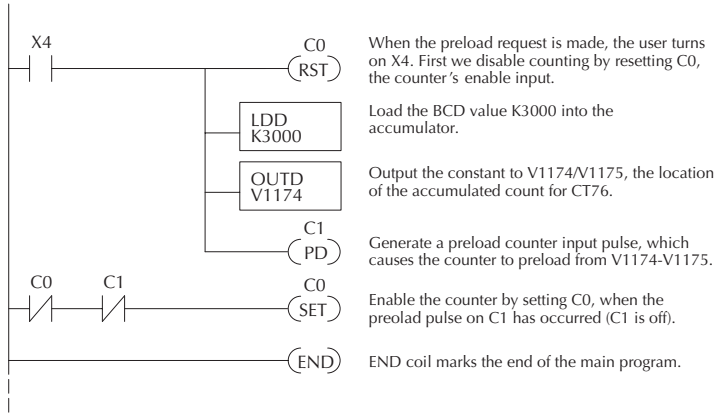 X4
C0
RST
When the preload request is made, the user turns
on X4. First we disable counting by resetting C0,
the counter's enable input.
LDD
K3000
Load the BCD value K3000 into the
accumulator.
OUTD
V1174
Output the constant to V1174/V1175, the location
of the accumulated count for CT76.
C1
PD
Generate a preload counter input pulse, which
causes the counter to preload from V1174-V1175.
C0 C1 C0
SET
Enable the counter by setting C0, when the
preolad pulse on C1 has occurred (C1 is off).
END
END coil marks the end of the main program.